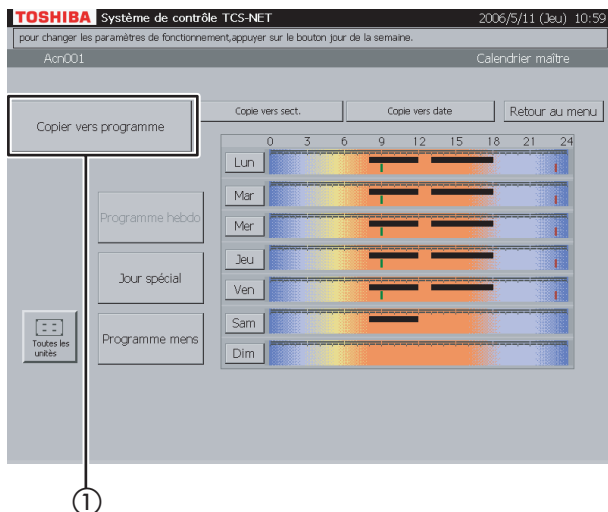 TOSHIBA Système de contrôle TCS-NET 2006/5/11 (Jeu) 10:59
pour changer les paramètres de fonctionnement,appuyer sur le bouton jour de la semaine.
Acn001 Calendrier maître
Copier vers programme
Copie vers sect.
Copie vers date
Retour au menu
0 3 6 9 12 15 18 21 24
Lun
Mar
Programme hebdo
Mer
Jeu
Jour spécial
Ven
Sam
Toutes les
unités
Programme mens
Dim
①